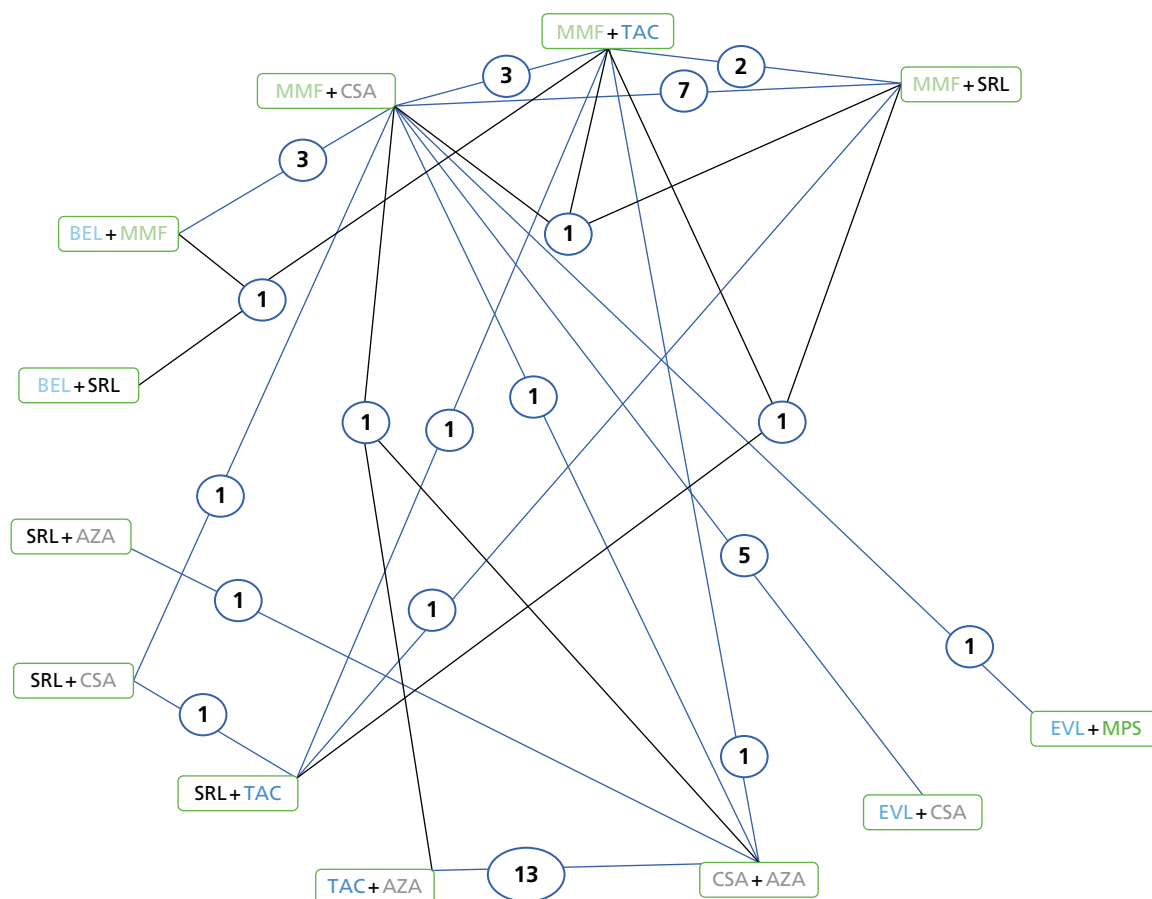 MMF+TAC
3
2
MMF+SRL
MMF+CSA
7
3
BEL+MMF
1
1
BEL+SRL
1
1
1
1
1
SRL+AZA
5
1
1
1
SRL+CSA
1
1
EVL+MPS
1
SRL+TAC
EVL+CSA
13
CSA+AZA
TAC+AZA